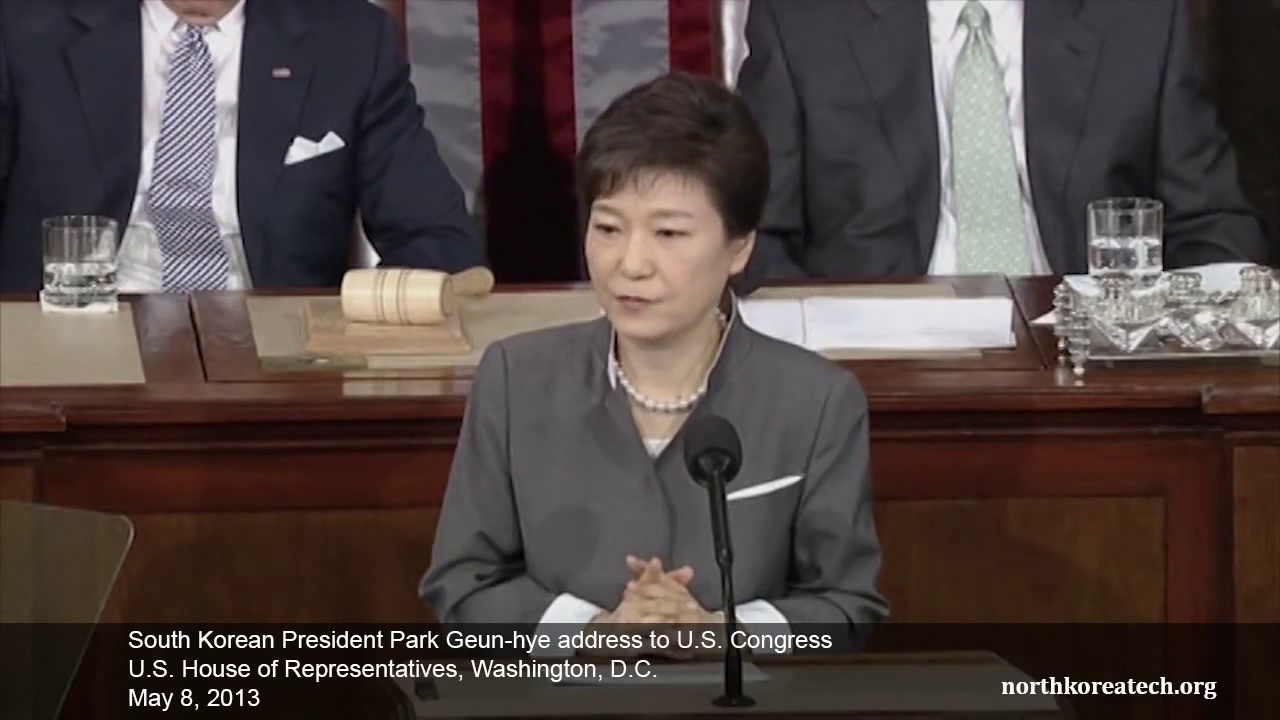 South Korean President Park Geun-hye address to U.S. Congress
U.S. House of Representatives, Washington, D.C.
May 8, 2013
northkoreatech.org